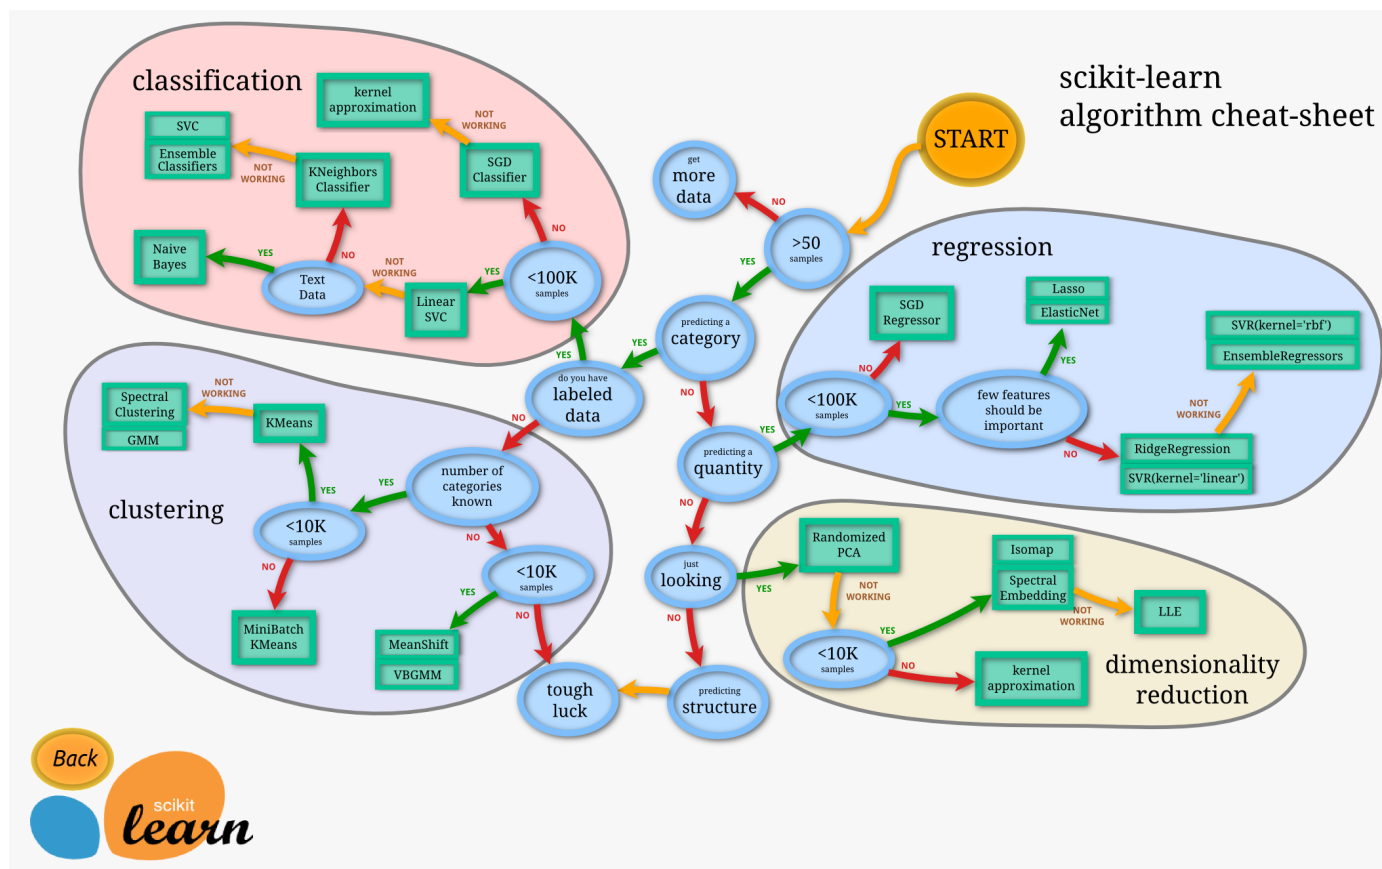 scikit-learn
algorithm cheat-sheet
START
classification
kernel
approximation
NOT
WORKING
SVC
Ensemble
Classifiers
NOT
WORKING
KNeighbors
Classifier
SGD
Classifier
NO
NO
Naive
Bayes
YES
Text
Data
NOT
WORKING
Linear
SVC
YES
<100K
samples
YES
get
more
data
NO
>50
samples
YES
predicting a
category
YES
NO
do you have
labeled
data
NO
predicting a
quantity
YES
NO
just
looking
YES
NO
predicting
structure
tough
luck
regression
SGD
Regressor
NO
<100K
samples
YES
Lasso
ElasticNet
YES
few features
should be
important
NO
SVR(kernel='rbf')
EnsembleRegressors
NOT
WORKING
RidgeRegression
SVR(kernel='linear')
clustering
Spectral
Clustering
GMM
NOT
WORKING
KMeans
YES
<10K
samples
NO
MiniBatch
KMeans
YES
number of
categories
known
NO
<10K
samples
YES
NO
MeanShift
VBGMM
Randomized
PCA
NOT
WORKING
<10K
samples
YES
NO
Isomap
Spectral
Embedding
NOT
WORKING
LLE
kernel
approximation
dimensionality
reduction
Back
scikit
learn